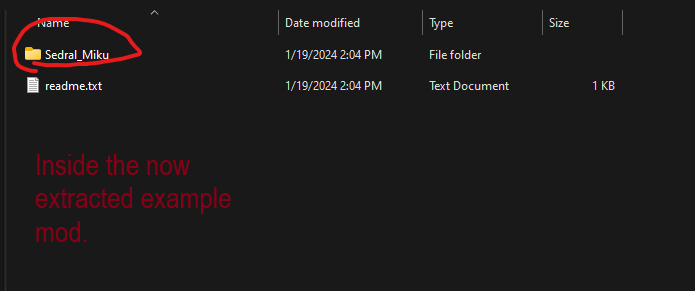 Name Date modified Type Size
Sedral_Miku 1/19/2024 2:04 PM File folder
readme.txt 1/19/2024 2:04 PM Text Document 1 KB
Inside the now
extracted example
mod.